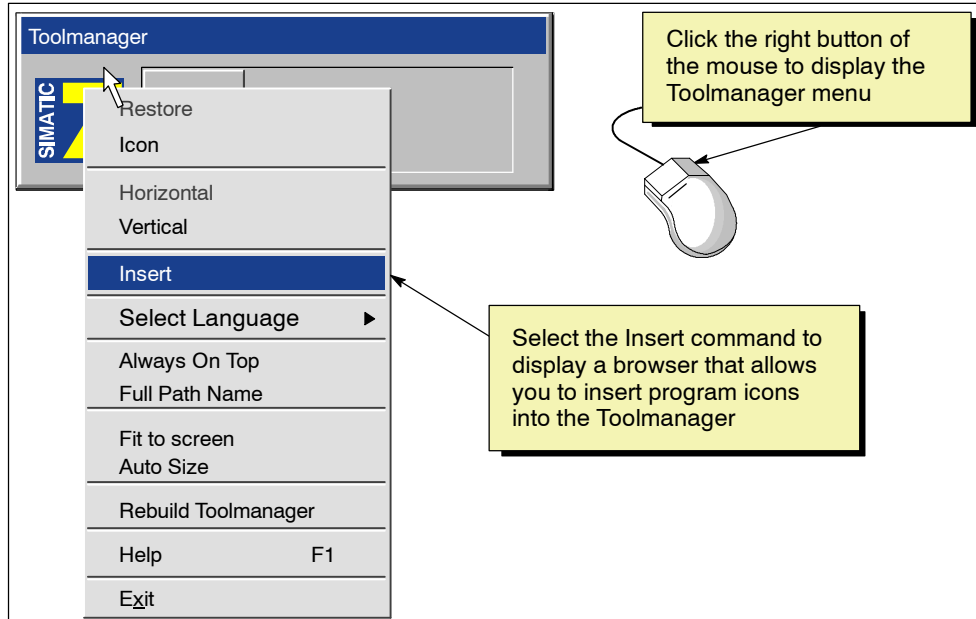 Toolmanager
SIMATIC
Restore
Icon
Horizontal
Vertical
Insert
Select Language
Always On Top
Full Path Name
Fit to screen
Auto Size
Rebuild Toolmanager
Help F1
Exit
Click the right button of
the mouse to display the
Toolmanager menu
Select the Insert command to
display a browser that allows
you to insert program icons
into the Toolmanager